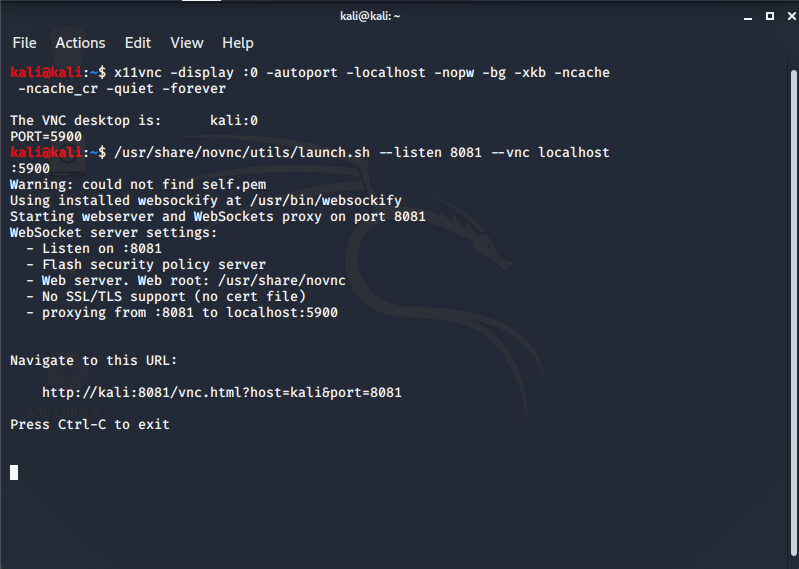 kali@kali: ~
File Actions Edit View Help
kali@kali:~$ x11vnc -display :0 -autoport -localhost -nopw -bg -xkb -ncache
-ncache_cr -quiet -forever
The VNC desktop is: kali:0
PORT=5900
kali@kali:~$ /usr/share/novnc/utils/launch.sh --listen 8081 --vnc localhost
:5900
Warning: could not find self.pem
Using installed websockify at /usr/bin/websockify
Starting webserver and WebSockets proxy on port 8081
WebSocket server settings:
- Listen on :8081
- Flash security policy server
- Web server. Web root: /usr/share/novnc
- No SSL/TLS support (no cert file)
- proxying from :8081 to localhost:5900
Navigate to this URL:
http://kali:8081/vnc.html?host=kali&port=8081
Press Ctrl-C to exit